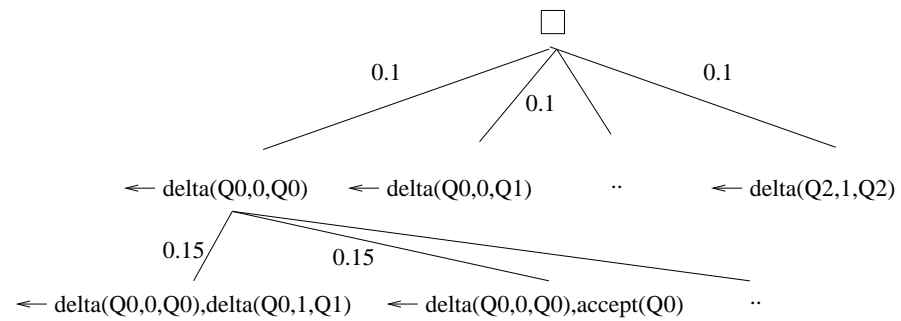 0.1 0.1
0.1
← delta(Q0,0,Q0) ← delta(Q0,0,Q1) .. ← delta(Q2,1,Q2)
0.15 0.15
← delta(Q0,0,Q0),delta(Q0,1,Q1) ← delta(Q0,0,Q0),accept(Q0) ..